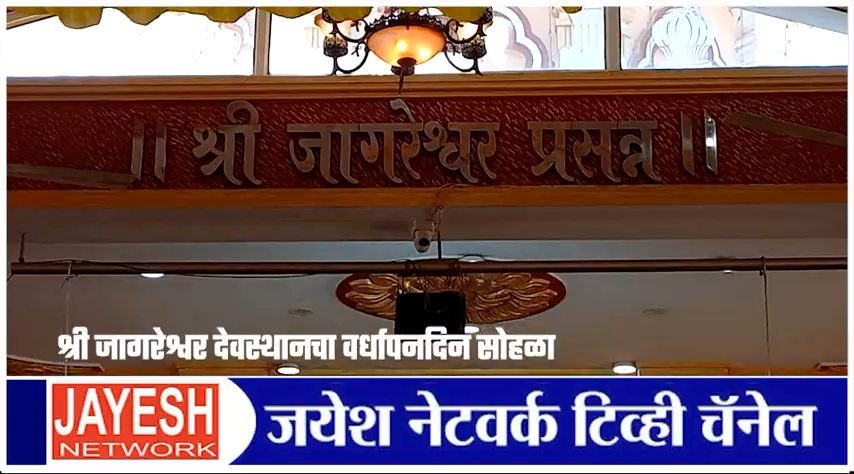 || श्री जागरेश्वर प्रसन्न ||
श्री जागरेश्वर देवस्थानचा वर्धापनदिन सोहळा
JAYESH
NETWORK
जयेश नेटवर्क टिव्ही चॅनेल